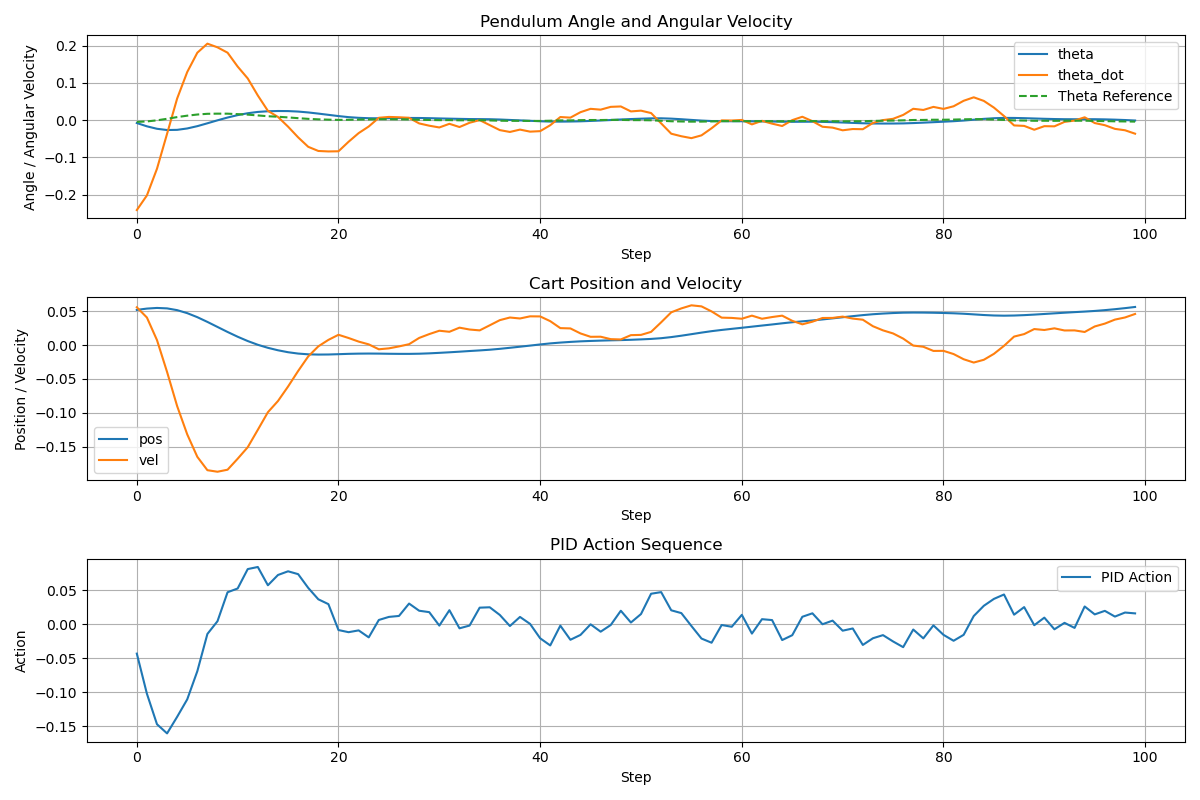 Pendulum Angle and Angular Velocity
Angle / Angular Velocity
0.2
0.1
0.0
−0.1
−0.2
theta
theta_dot
Theta Reference
0 20 40 60 80 100
Step
Cart Position and Velocity
Position / Velocity
0.05
0.00
−0.05
−0.10
−0.15
pos
vel
0 20 40 60 80 100
Step
PID Action Sequence
Action
0.05
0.00
−0.05
−0.10
−0.15
PID Action
0 20 40 60 80 100
Step